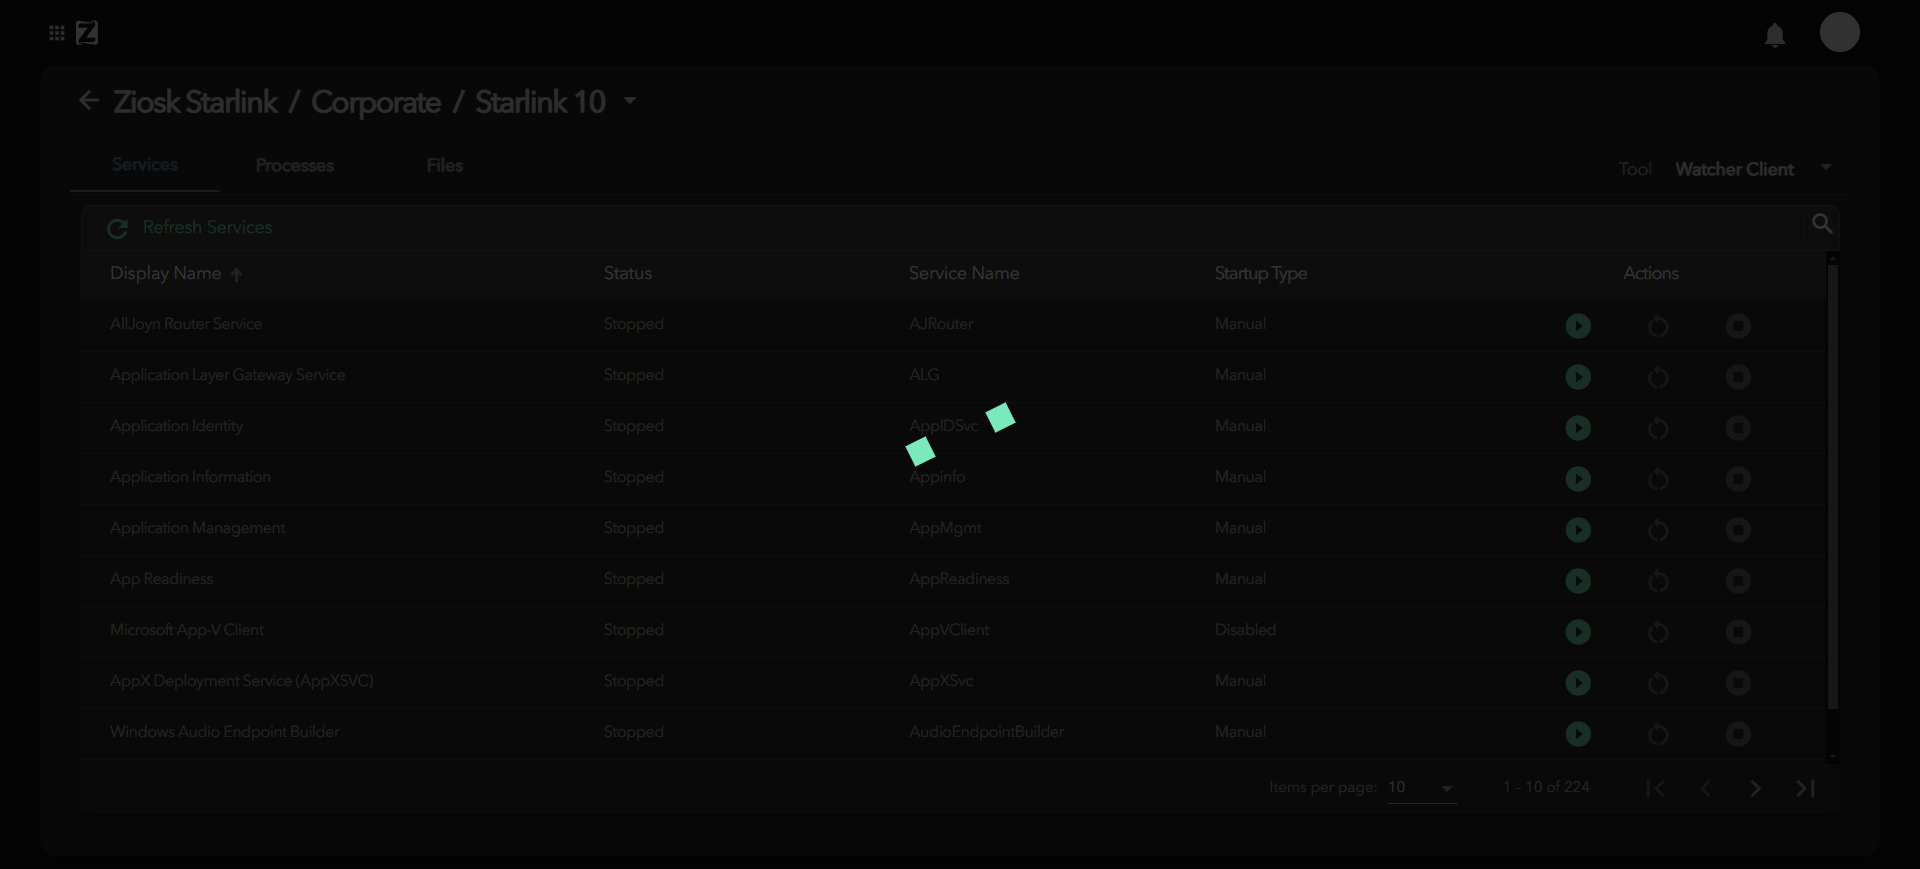 Z
Ziosk Starlink / Corporate / Starlink 10
Services Processes Files Tool Watcher Client
Refresh Services
Display Name Status Service Name Startup Type Actions
AllJoyn Router Service Stopped AJRouter Manual
Application Layer Gateway Service Stopped ALG Manual
Application Identity Stopped AppIDSvc Manual
Application Information Stopped Appinfo Manual
Application Management Stopped AppMgmt Manual
App Readiness Stopped AppReadiness Manual
Microsoft App-V Client Stopped AppVClient Disabled
AppX Deployment Service (AppXSVC) Stopped AppXSvc Manual
Windows Audio Endpoint Builder Stopped AudioEndpointBuilder Manual
Items per page: 10 1 - 10 of 224